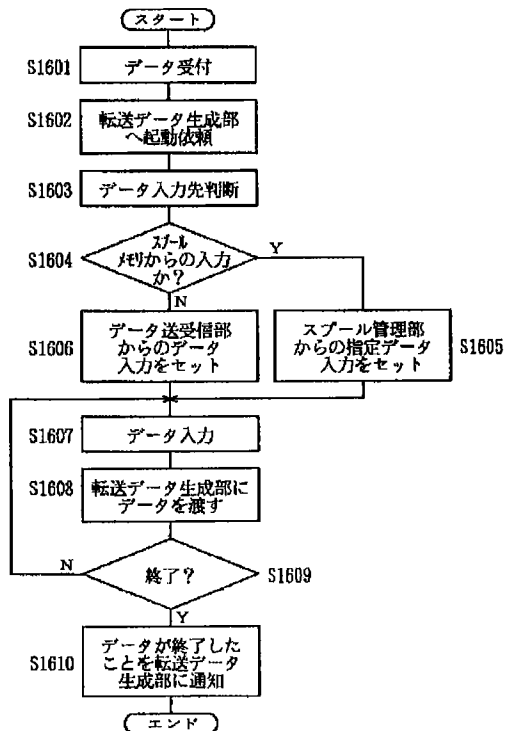 スタート
S1601
データ受付
S1602
転送データ生成部
へ起動依頼
S1603
データ入力先判断
S1604
スプール
メモリからの入力
か?
Y
N
S1606
データ送受信部
からのデータ
入力をセット
スプール管理部
からの指定データ
入力をセット
S1605
S1607
データ入力
S1608
転送データ生成部に
データを渡す
N
終了?
S1609
Y
S1610
データが終了した
ことを転送データ
生成部に通知
エンド